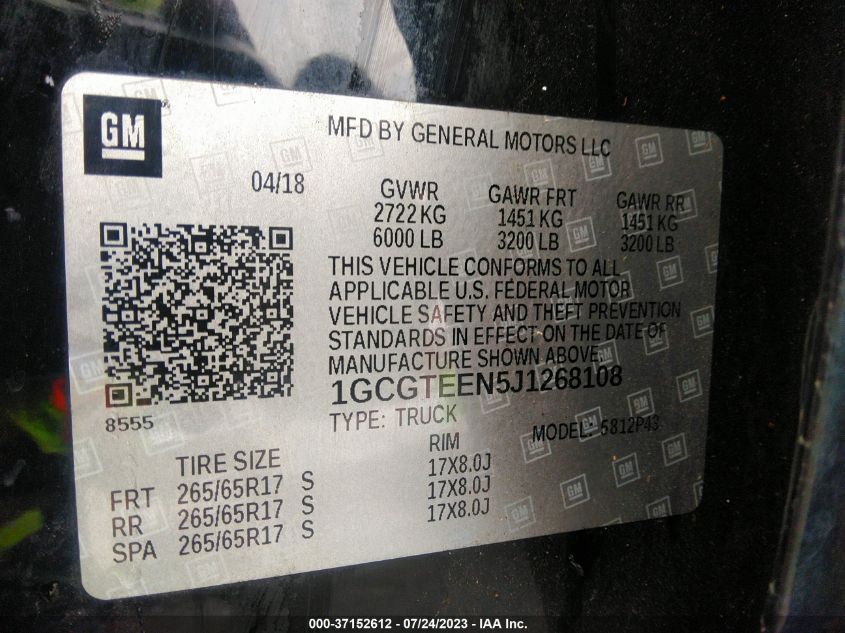 GM
MFD BY GENERAL MOTORS LLC
04/18
GVWR GAWR FRT GAWR RR
2722 KG 1451 KG 1451 KG
6000 LB 3200 LB 3200 LB
THIS VEHICLE CONFORMS TO ALL
APPLICABLE U.S. FEDERAL MOTOR
VEHICLE SAFETY AND THEFT PREVENTION
STANDARDS IN EFFECT ON THE DATE OF
MANUFACTURE SHOWN ABOVE.
1GCGTEEN5J1268108
8555
TYPE: TRUCK MODEL: 5812P43
TIRE SIZE RIM
FRT 265/65R17 S 17X8.0J
RR 265/65R17 S 17X8.0J
SPA 265/65R17 S 17X8.0J
000-37152612 / 07/24/2023 - IAA Inc.